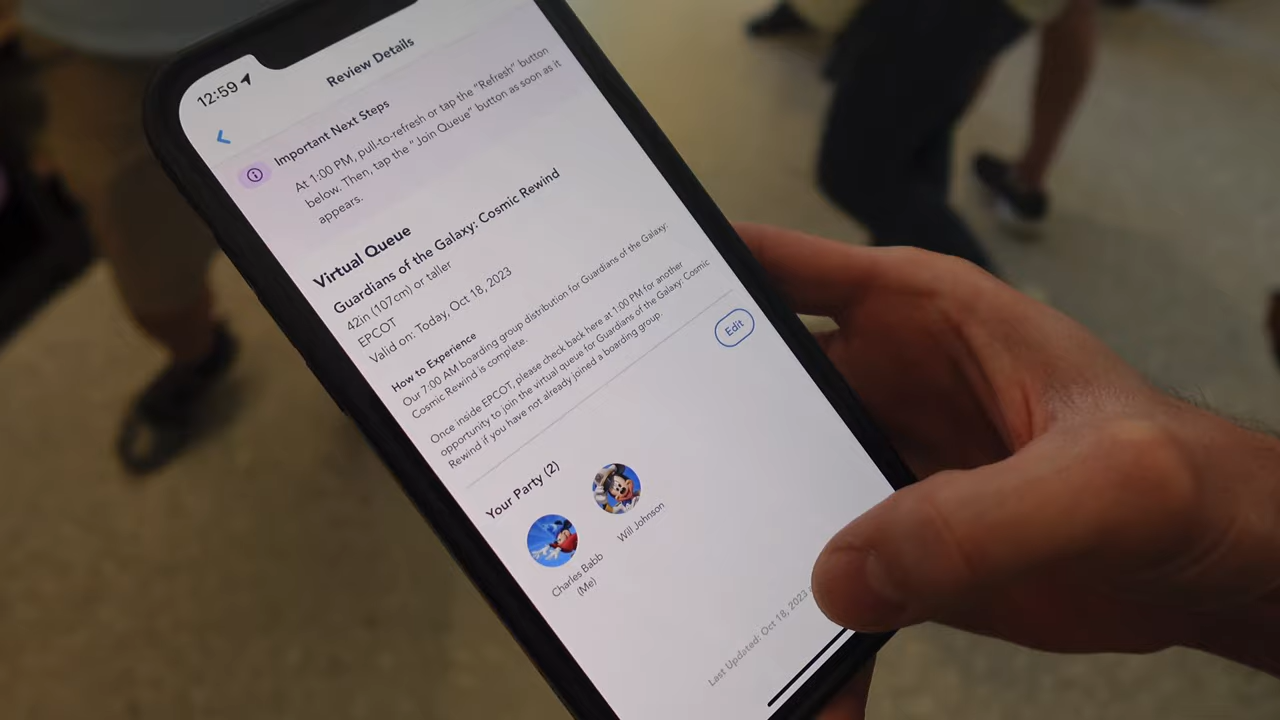 12:59
Review Details
Important Next Steps
At 1:00 PM, pull-to-refresh or tap the "Refresh" button
below. Then, tap the "Join Queue" button as soon as it
appears.
Virtual Queue
Guardians of the Galaxy: Cosmic Rewind
42in (107cm) or taller
EPCOT
Valid on: Today, Oct 18, 2023
How to Experience
Our 7:00 AM boarding group distribution for Guardians of the Galaxy:
Cosmic Rewind is complete.
Once inside EPCOT, please check back here at 1:00 PM for another
opportunity to join the virtual queue for Guardians of the Galaxy: Cosmic
Rewind if you have not already joined a boarding group.
Your Party (2)
Edit
Charles Babb
(Me)
Will Johnson
Last Updated: Oct 18, 2023